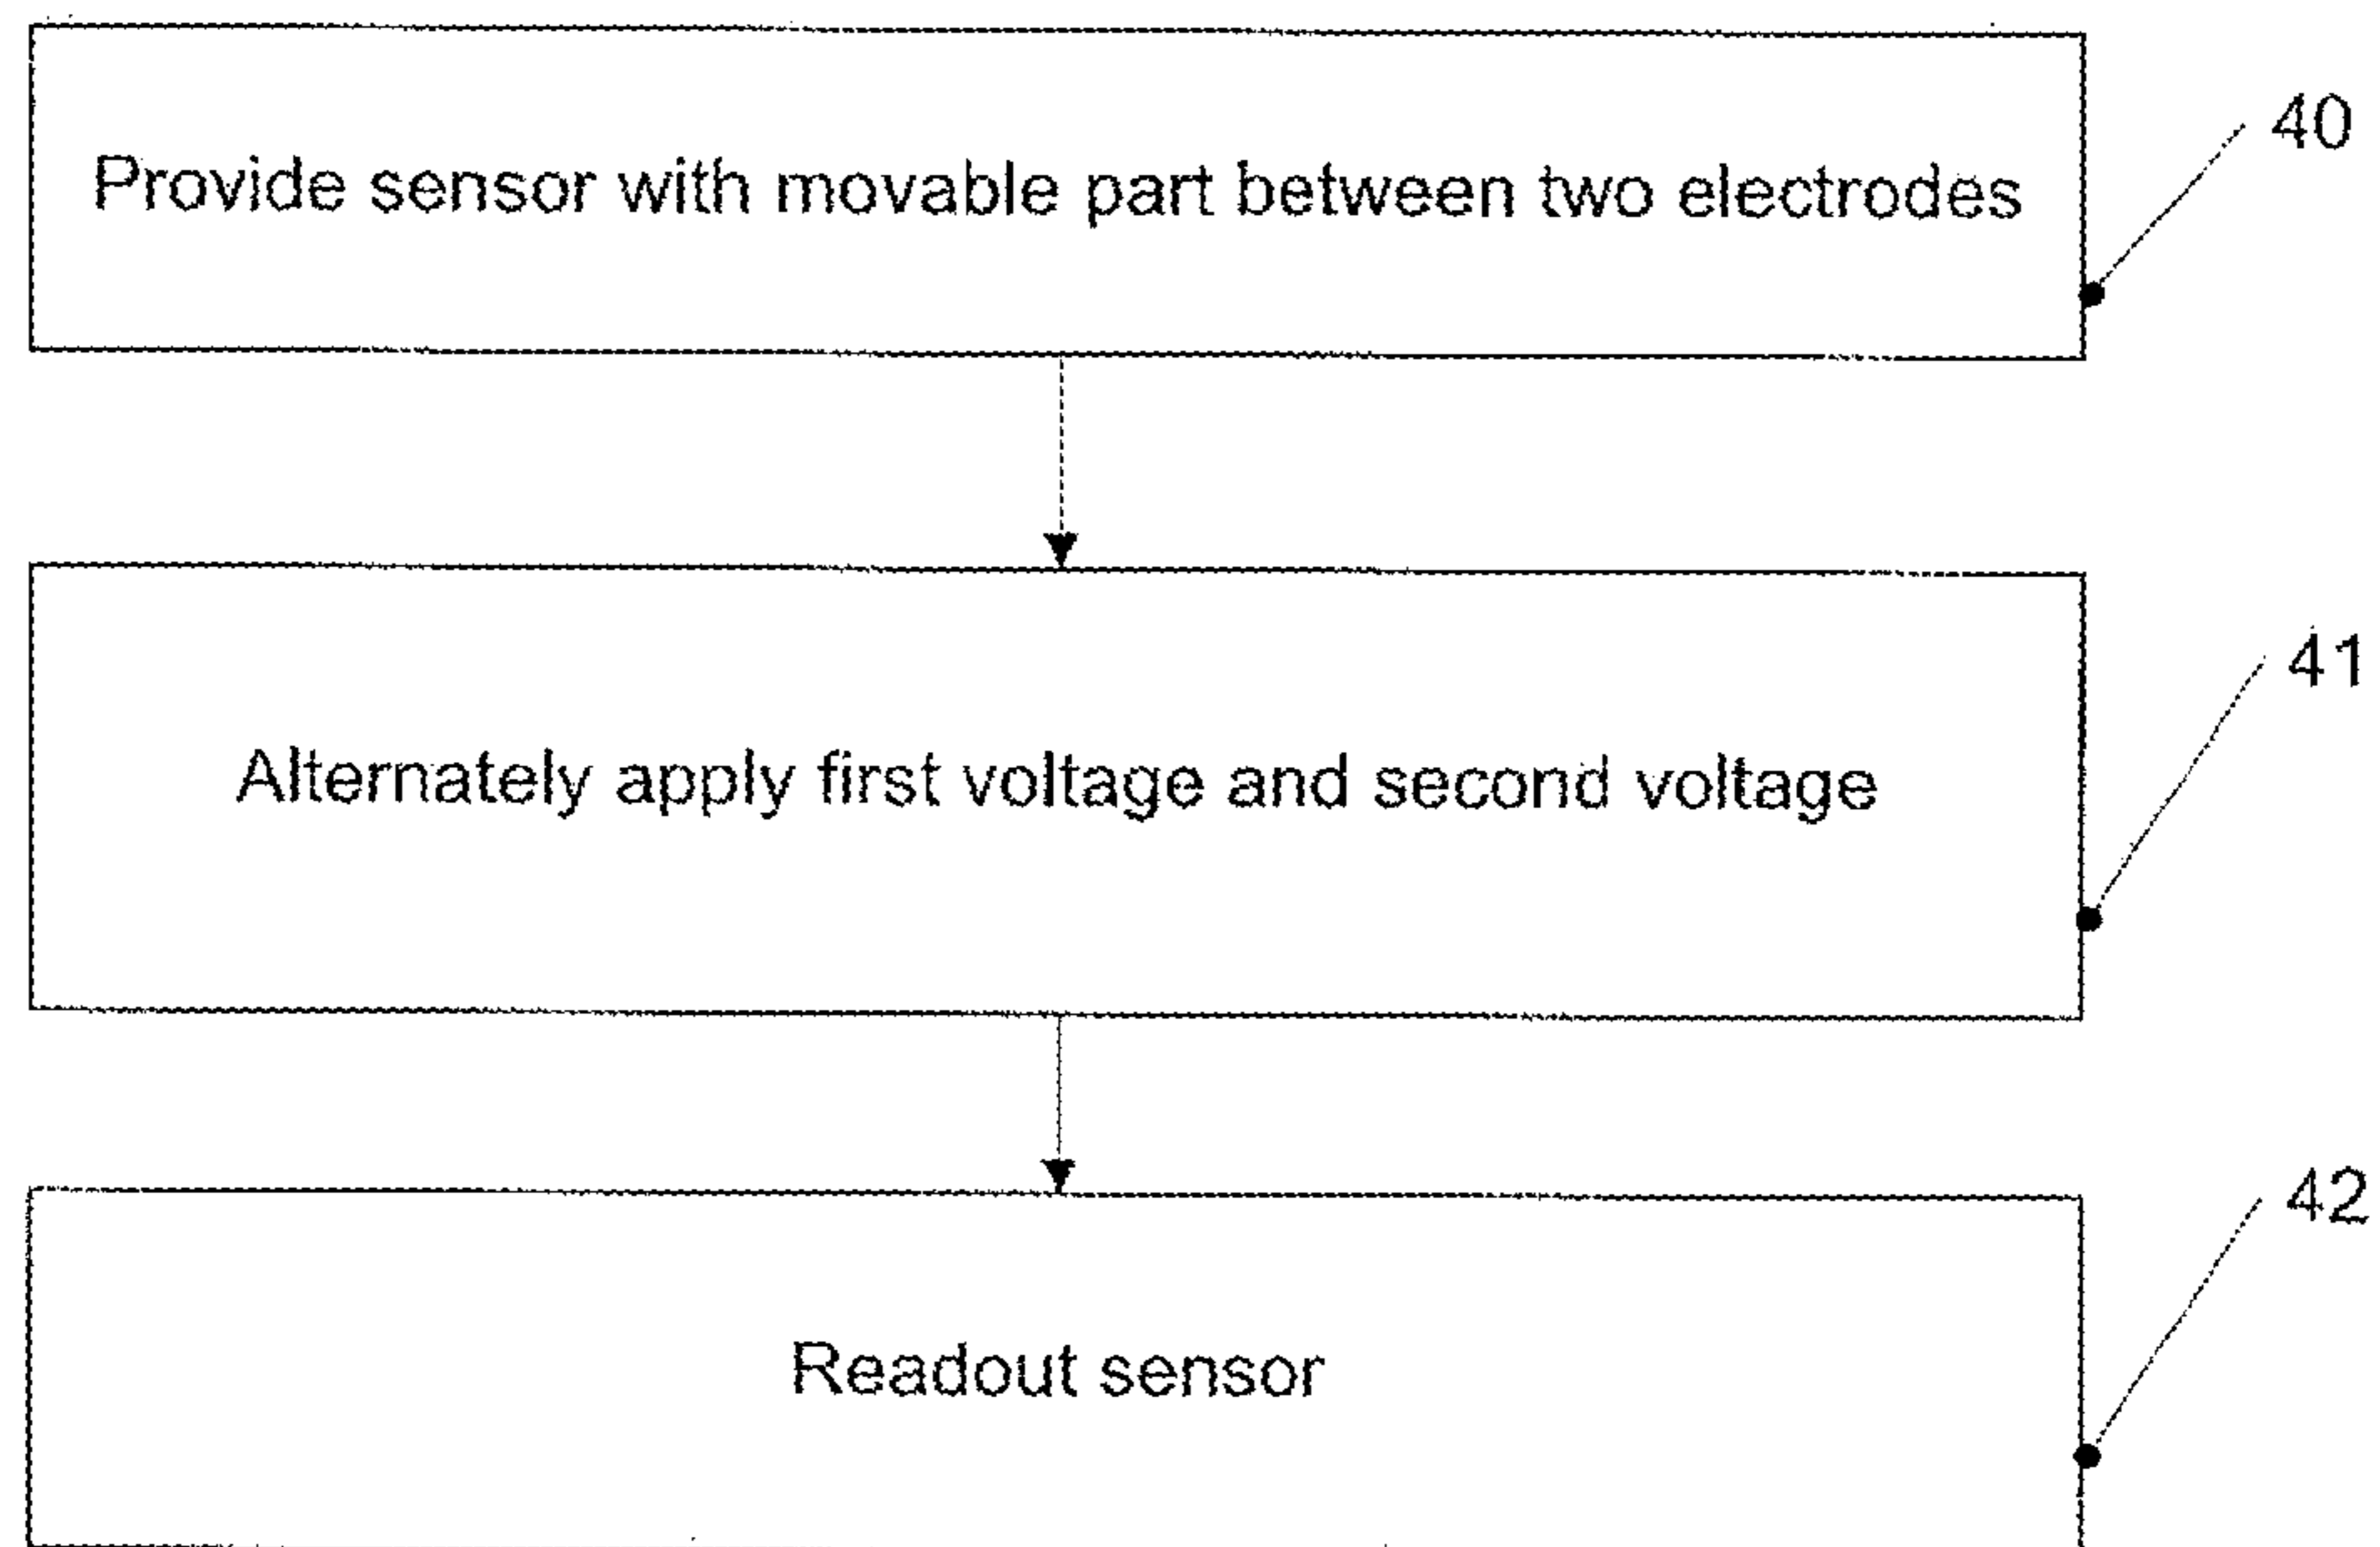 Provide sensor with movable part between two electrodes
40
Alternately apply first voltage and second voltage
41
Readout sensor
42